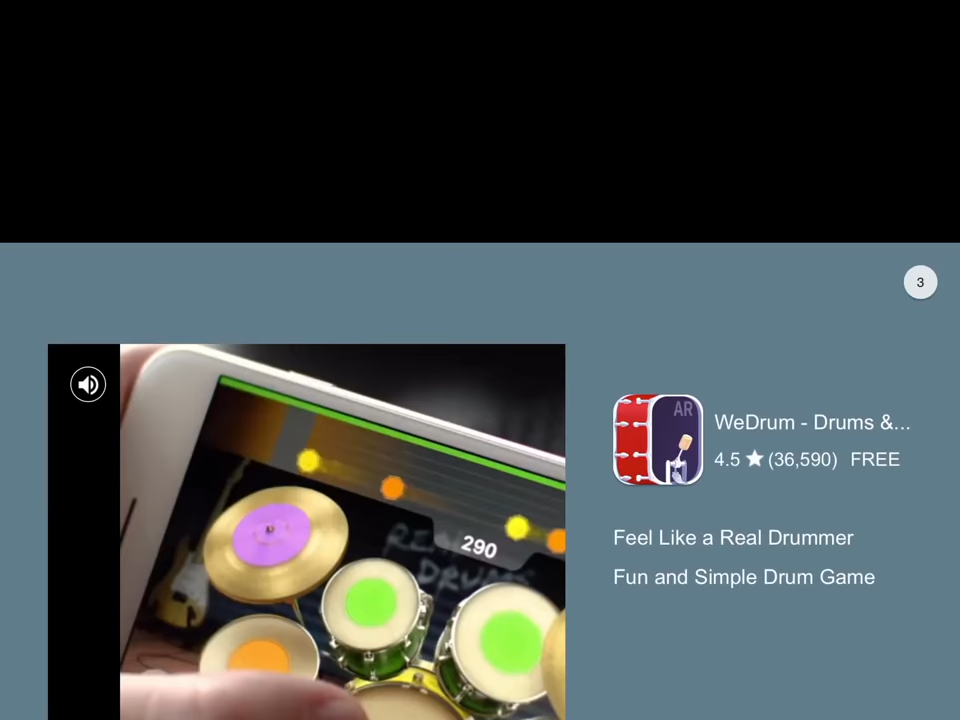 3
AR
WeDrum - Drums &...
4.5 ★ (36,590) FREE
290
DRUMS
Feel Like a Real Drummer
Fun and Simple Drum Game